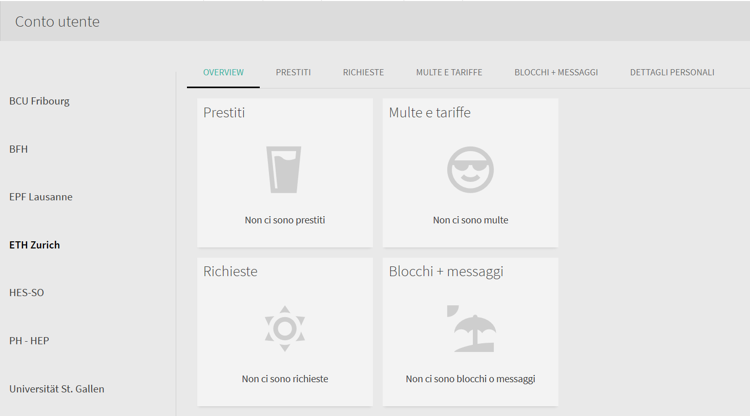 Conto utente
OVERVIEW PRESTITI RICHIESTE MULTE E TARIFFE BLOCCHI + MESSAGGI DETTAGLI PERSONALI
BCU Fribourg
BFH
EPF Lausanne
ETH Zurich
HES-SO
PH - HEP
Universität St. Gallen
Prestiti
Non ci sono prestiti
Multe e tariffe
Non ci sono multe
Richieste
Non ci sono richieste
Blocchi + messaggi
Non ci sono blocchi o messaggi